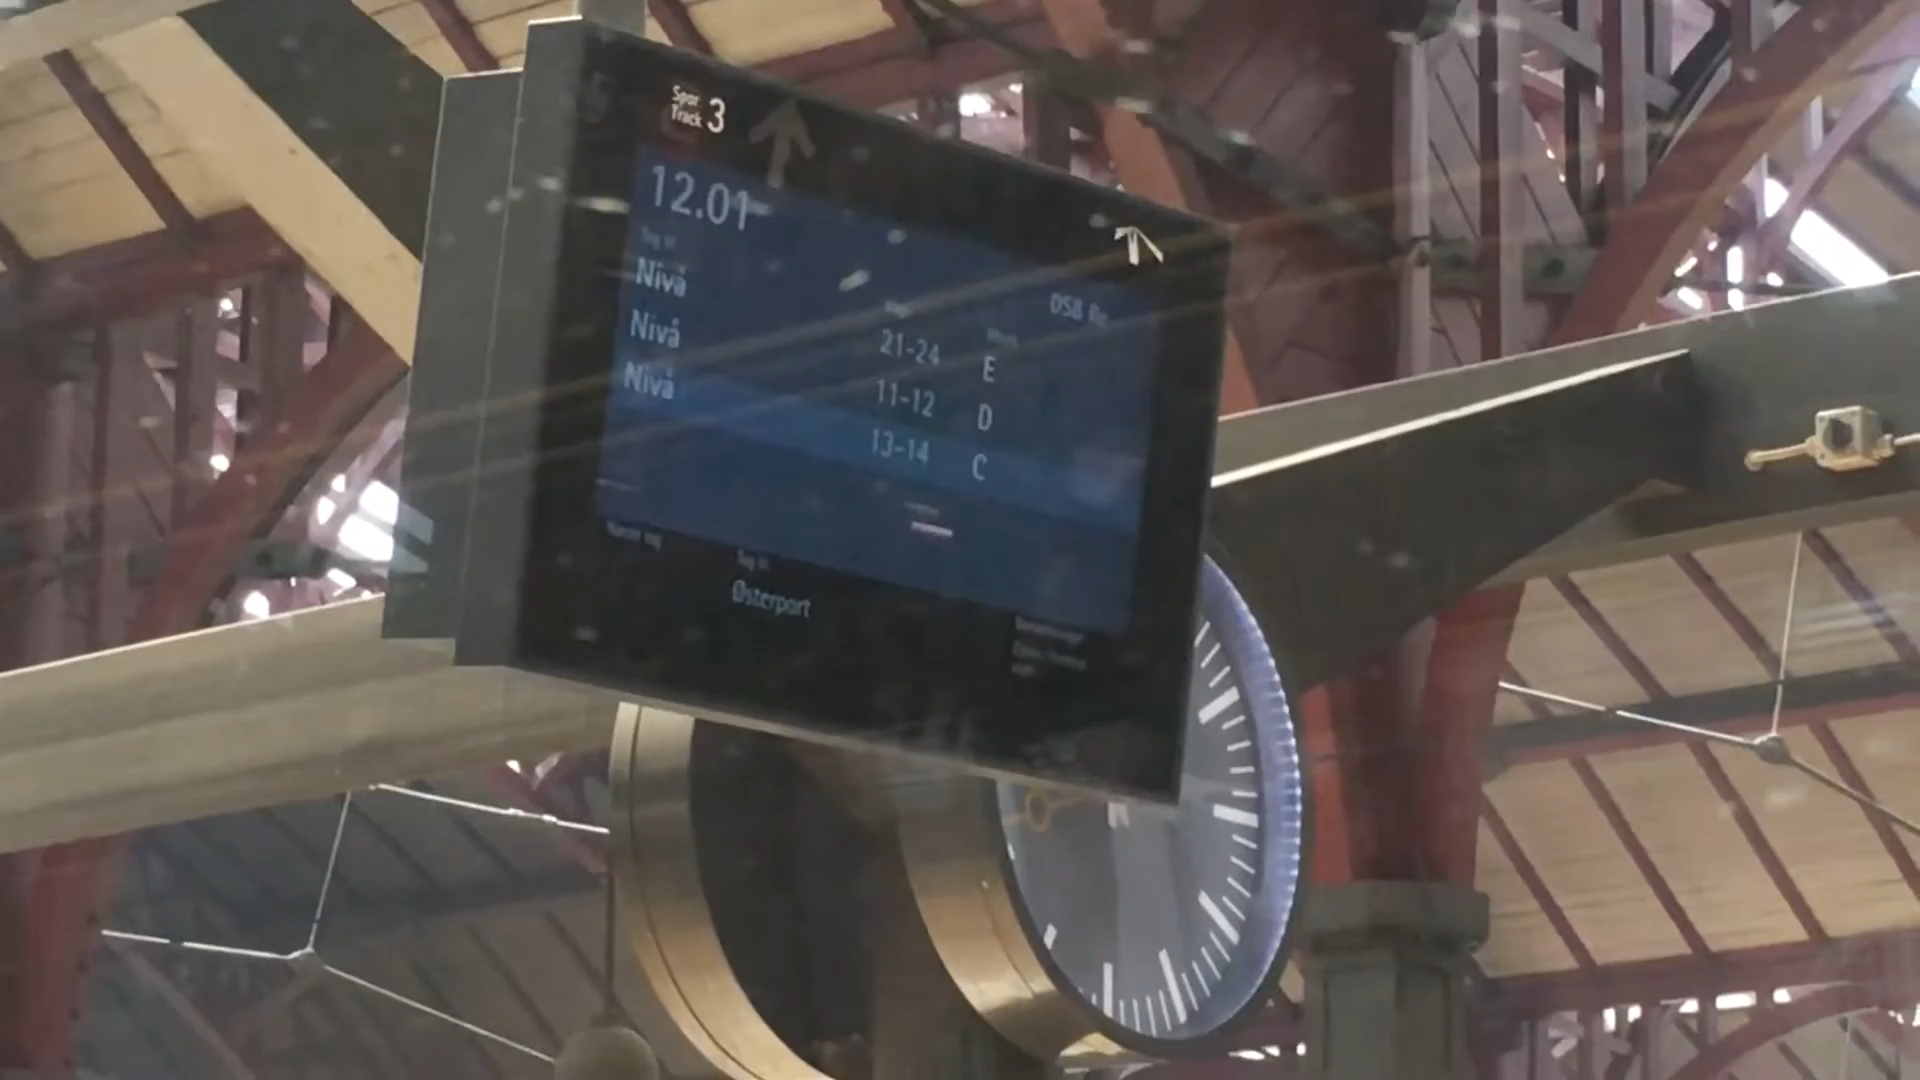 Spor
Track 3
12.01
DSB Re
Tog til
Nivå 21-24 E
Nivå 11-12 D
Nivå 13-14 C
Næste tog
Tog til
Østerport